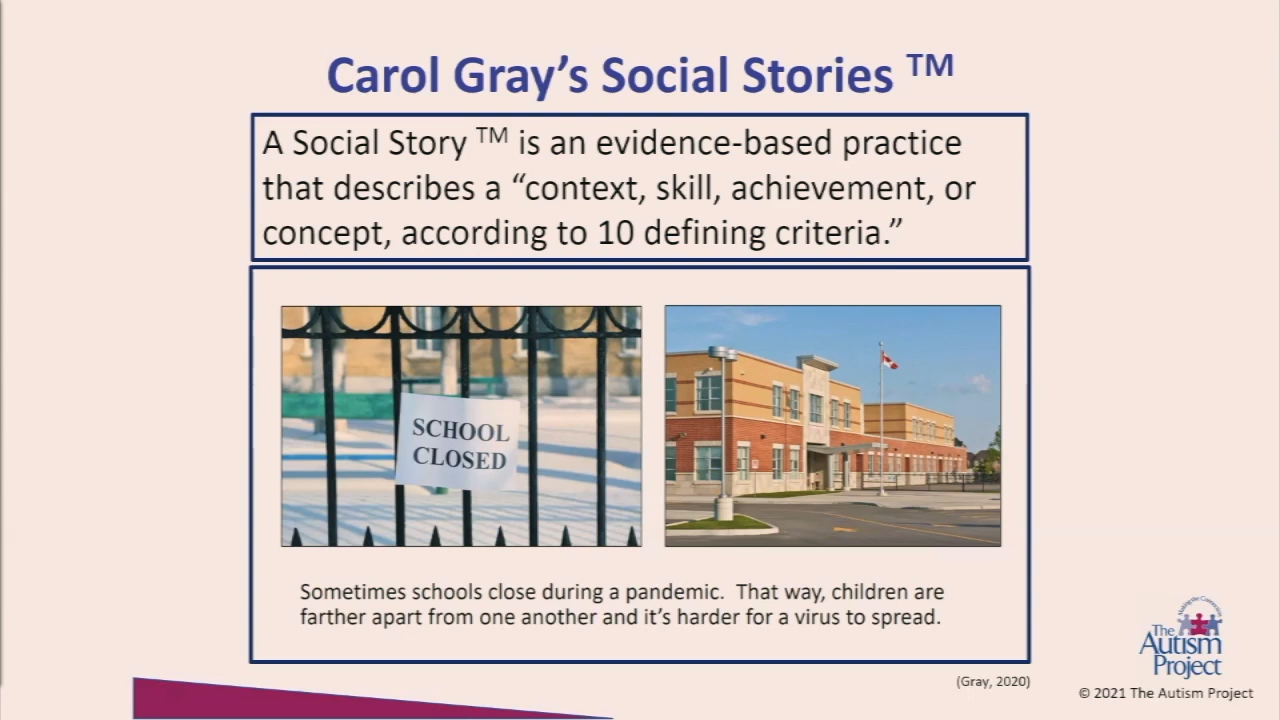 Carol Gray’s Social Stories ™
A Social Story ™ is an evidence-based practice
that describes a “context, skill, achievement, or
concept, according to 10 defining criteria.”
SCHOOL
CLOSED
Sometimes schools close during a pandemic.  That way, children are
farther apart from one another and it’s harder for a virus to spread.
(Gray, 2020)
Making the Connection
The
Autism
Project
© 2021 The Autism Project